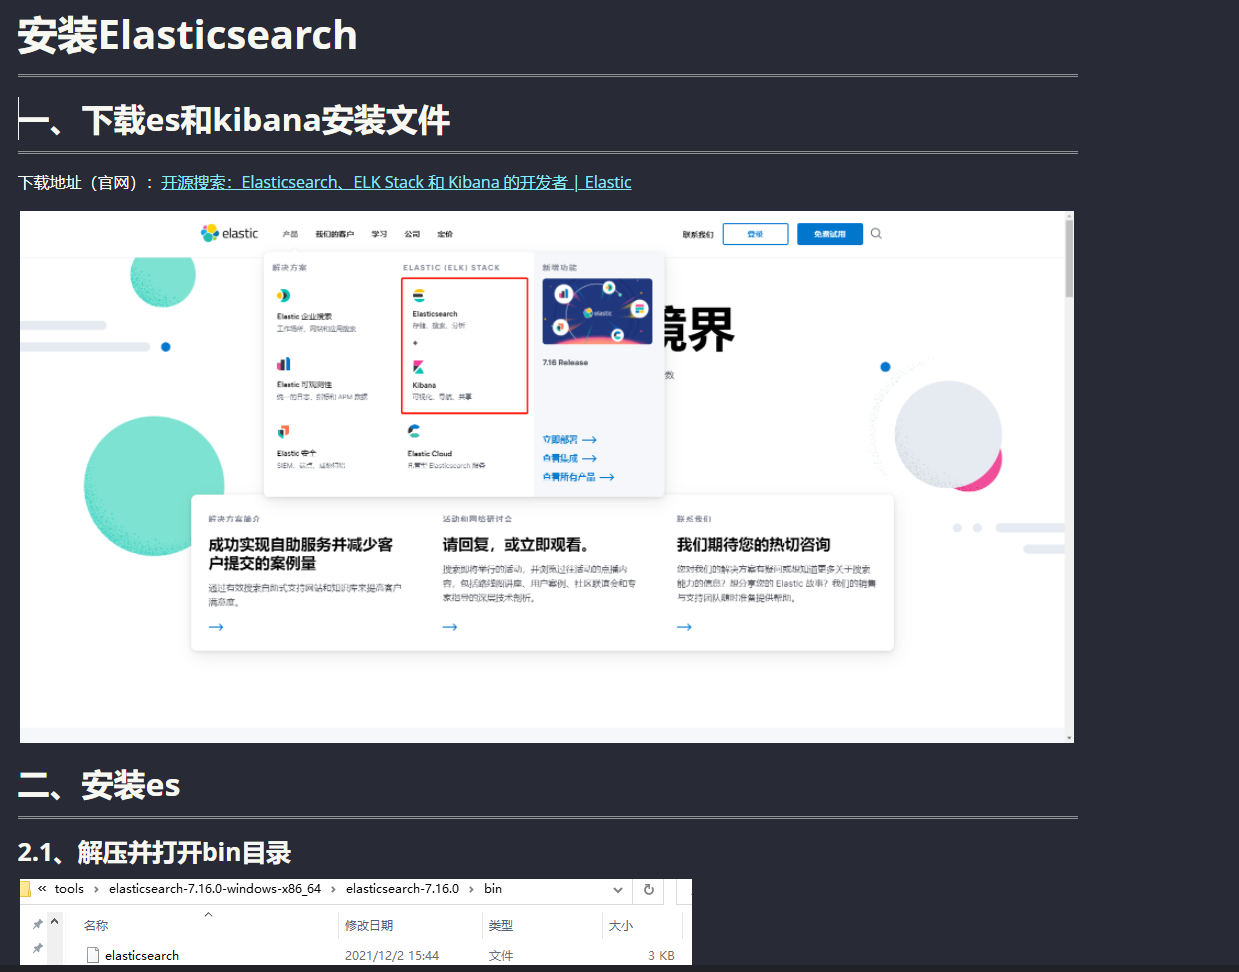 安装Elasticsearch
一、下载es和kibana安装文件
下载地址（官网）：开源搜索：Elasticsearch、ELK Stack 和 Kibana 的开发者 | Elastic
elastic 产品 我们的客户 学习 公司 定价 联系我们 登录 免费试用
解决方案 ELASTIC (ELK) STACK 新增功能
Elastic 企业搜索
工作场所、网站和应用搜索
Elasticsearch
存储、搜索、分析
+
elastic
境界
7.16 Release
数
Elastic 可观测性
统一的日志、指标和 APM 数据
Kibana
可视化、导航、共享
Elastic 安全
SIEM、端点、威胁狩猎
Elastic Cloud
托管型 Elasticsearch 服务
立即部署
查看集成
查看所有产品
解决方案简介
成功实现自助服务并减少客
户提交的案例量
通过有效搜索自助式支持网站和知识库来提高客户
满意度。
活动和网络研讨会
请回复，或立即观看。
搜索即将举行的活动，并浏览过往活动的点播内
容，包括路线图讲座、用户案例、社区联谊会和专
家指导的深层技术剖析。
联系我们
我们期待您的热切咨询
您对我们的解决方案有疑问或想知道更多关于搜索
能力的信息？想分享您的 Elastic 故事？我们的销售
与支持团队随时准备提供帮助。
二、安装es
2.1、解压并打开bin目录
« tools › elasticsearch-7.16.0-windows-x86_64 › elasticsearch-7.16.0 › bin
名称 修改日期 类型 大小
elasticsearch 2021/12/2 15:44 文件 3 KB